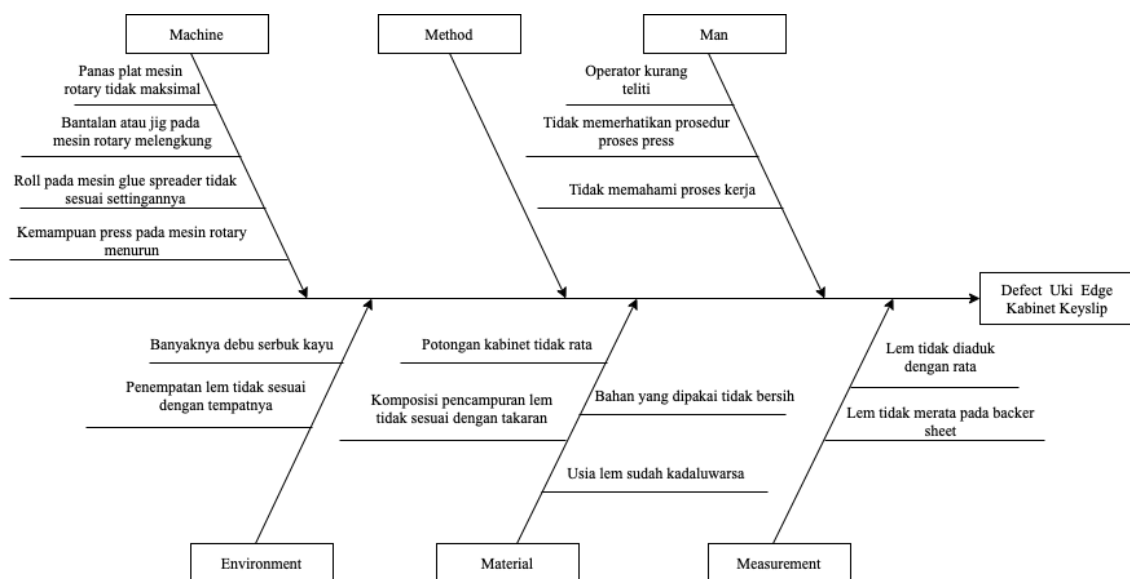 Machine
Method
Man
Panas plat mesin
rotary tidak maksimal
Bantalan atau jig pada
mesin rotary melengkung
Roll pada mesin glue spreader tidak
sesuai settingannya
Kemampuan press pada mesin rotary
menurun
Operator kurang
teliti
Tidak memerhatikan prosedur
proses press
Tidak memahami proses kerja
Defect Uki Edge
Kabinet Keyslip
Banyaknya debu serbuk kayu
Penempatan lem tidak sesuai
dengan tempatnya
Potongan kabinet tidak rata
Komposisi pencampuran lem
tidak sesuai dengan takaran
Bahan yang dipakai tidak bersih
Usia lem sudah kadaluwarsa
Lem tidak diaduk
dengan rata
Lem tidak merata pada backer
sheet
Environment
Material
Measurement